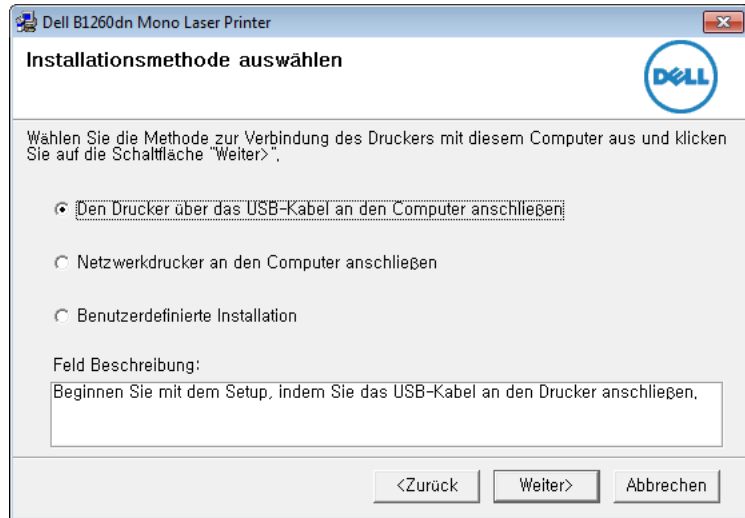 Dell B1260dn Mono Laser Printer
Installationsmethode auswählen
DELL
Wählen Sie die Methode zur Verbindung des Druckers mit diesem Computer aus und klicken
Sie auf die Schaltfläche "Weiter>".
Den Drucker über das USB-Kabel an den Computer anschließen
Netzwerkdrucker an den Computer anschließen
Benutzerdefinierte Installation
Feld Beschreibung:
Beginnen Sie mit dem Setup, indem Sie das USB-Kabel an den Drucker anschließen.
<Zurück
Weiter>
Abbrechen